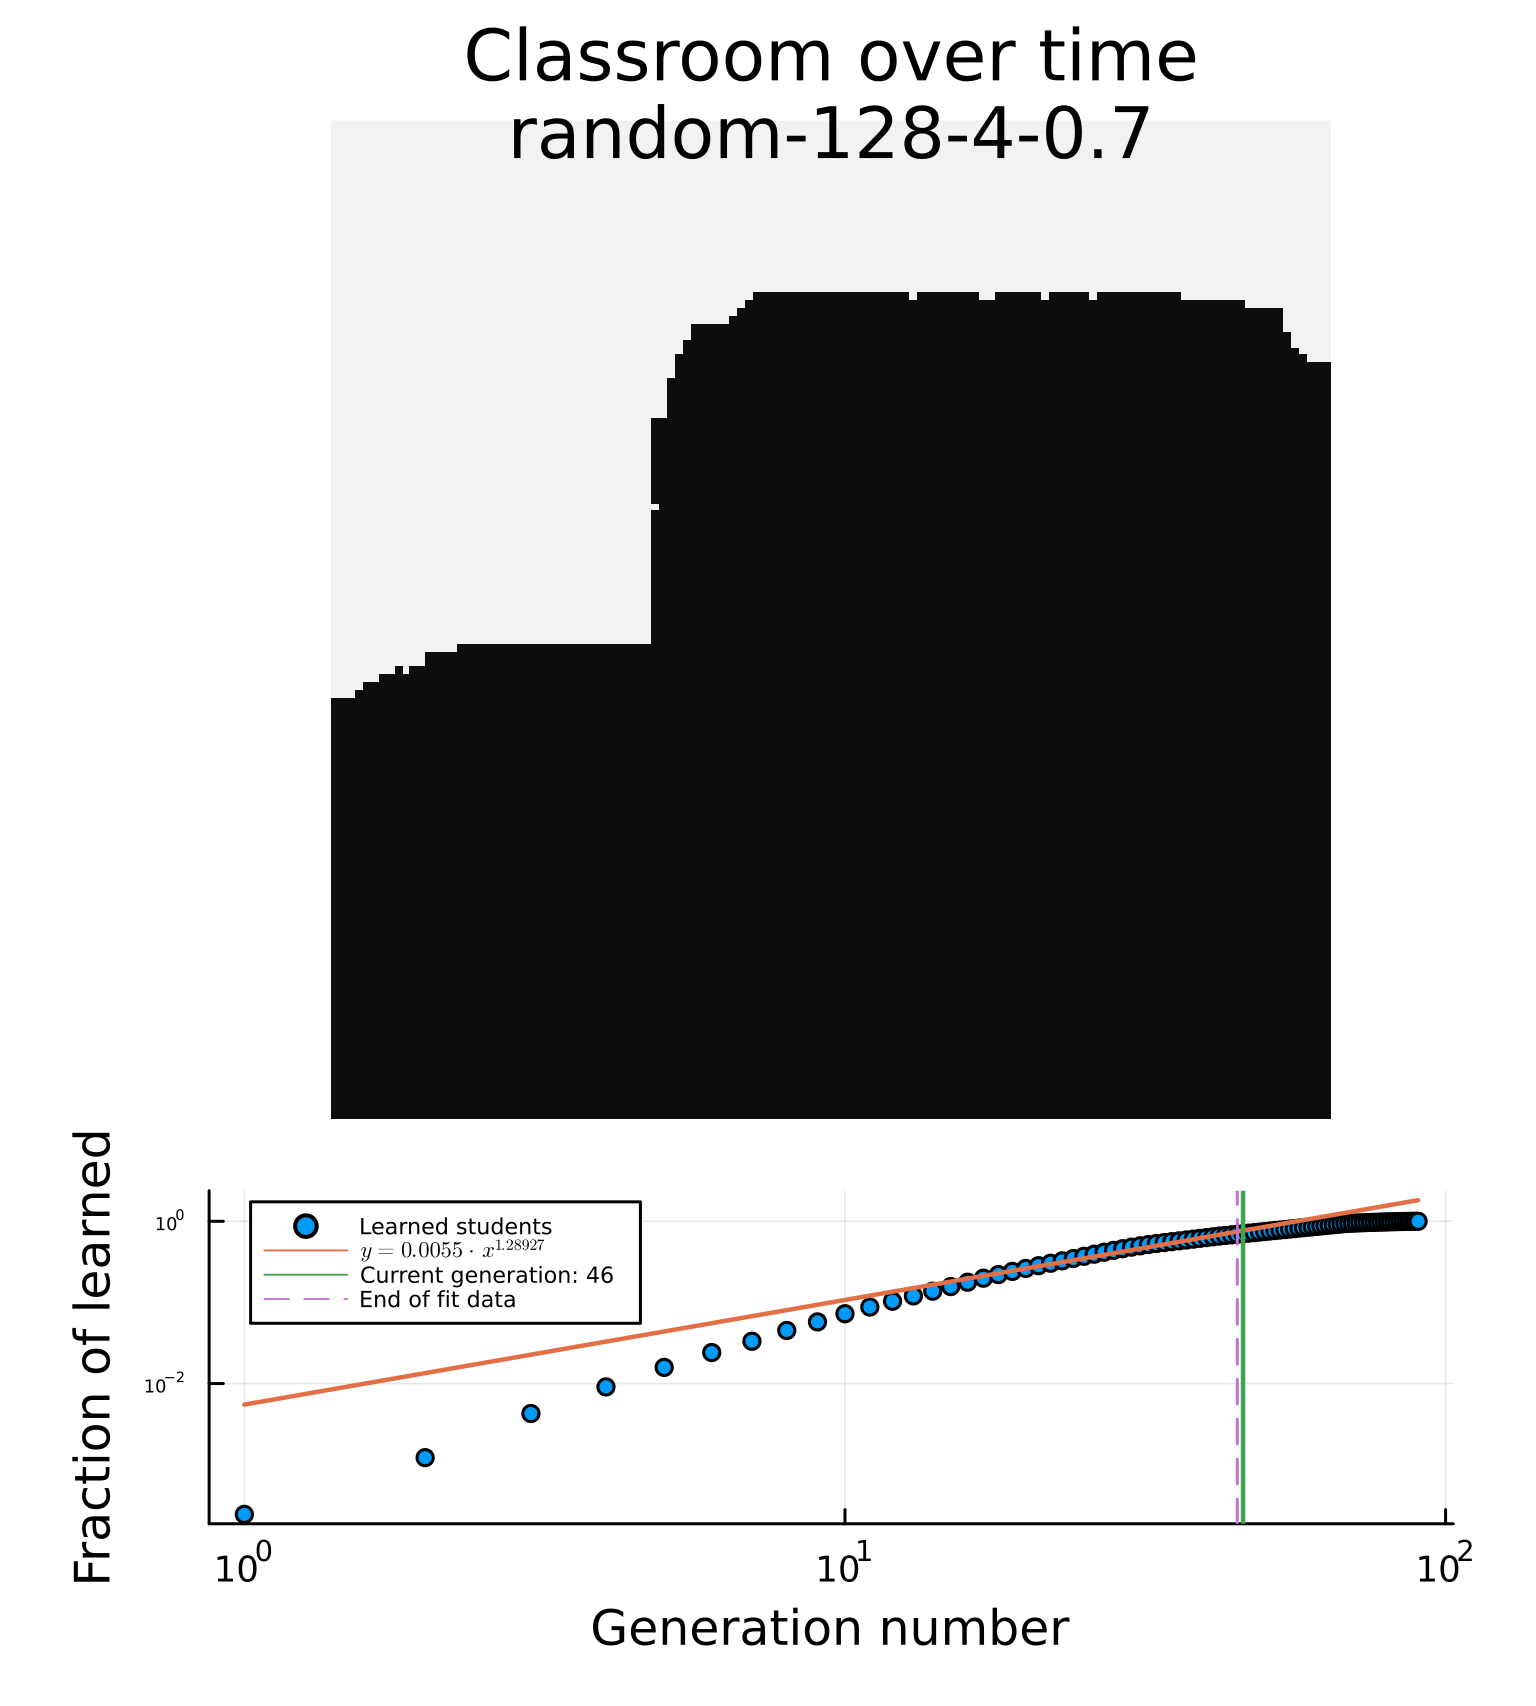 Classroom over time
random-128-4-0.7
Fraction of learned
10^0
10^−2
Learned students
y = 0.0055 · x^1.28927
Current generation: 46
End of fit data
10^0
10^1
10^2
Generation number